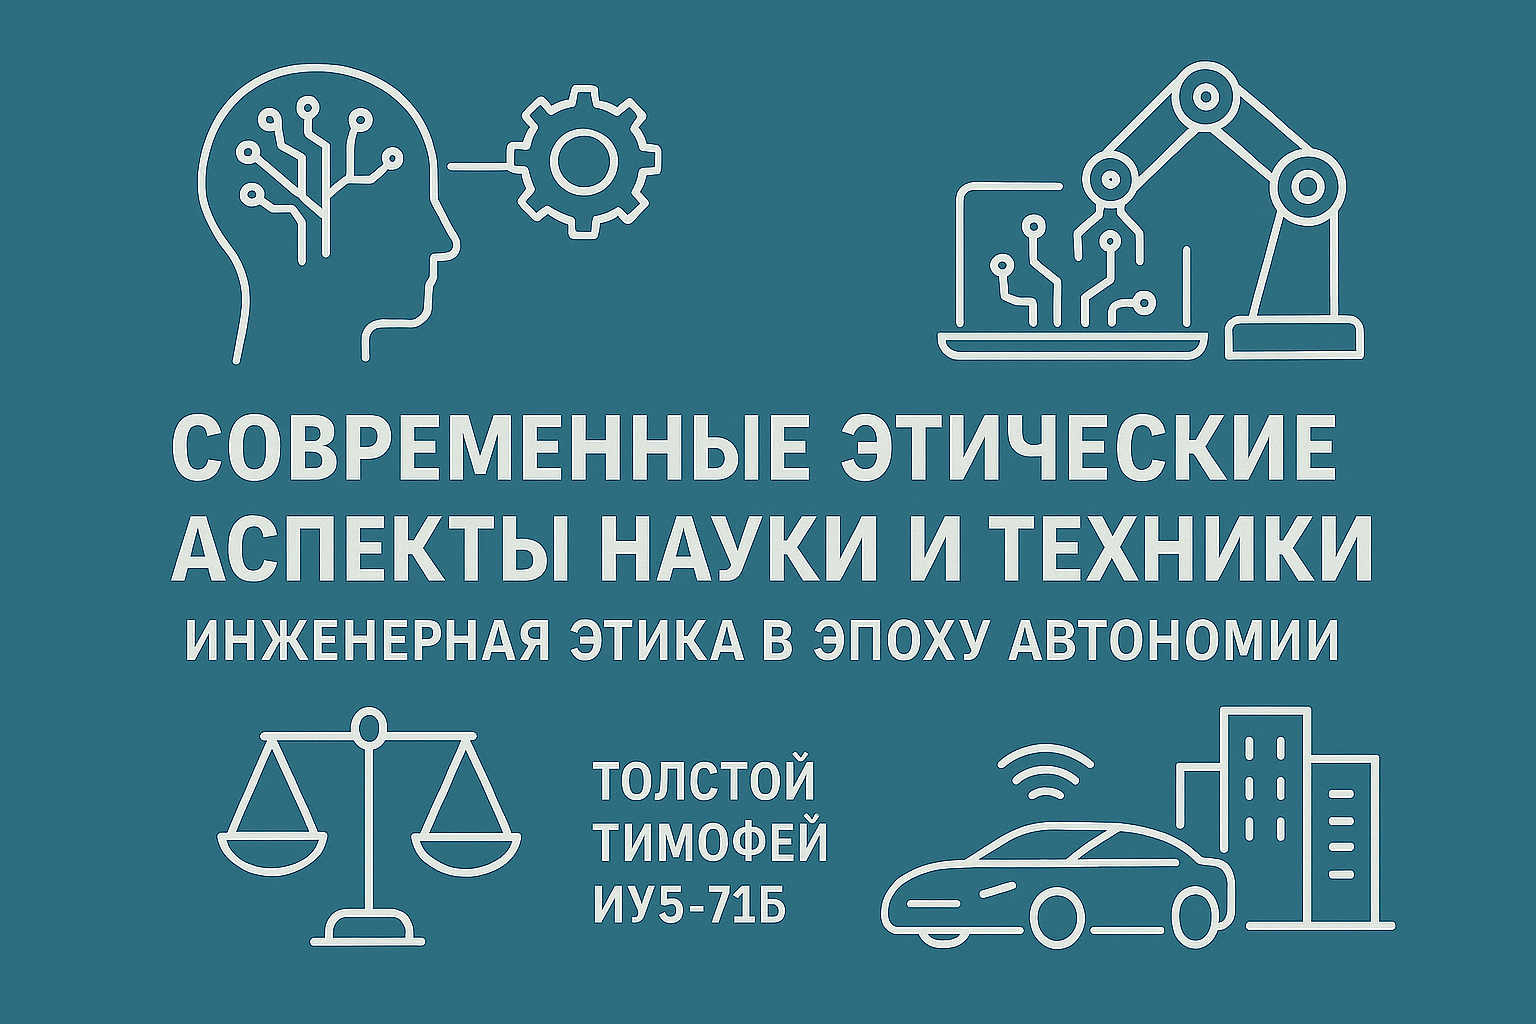 СОВРЕМЕННЫЕ ЭТИЧЕСКИЕ
АСПЕКТЫ НАУКИ И ТЕХНИКИ
ИНЖЕНЕРНАЯ ЭТИКА В ЭПОХУ АВТОНОМИИ
ТОЛСТОЙ
ТИМОФЕЙ
ИУ5-71Б